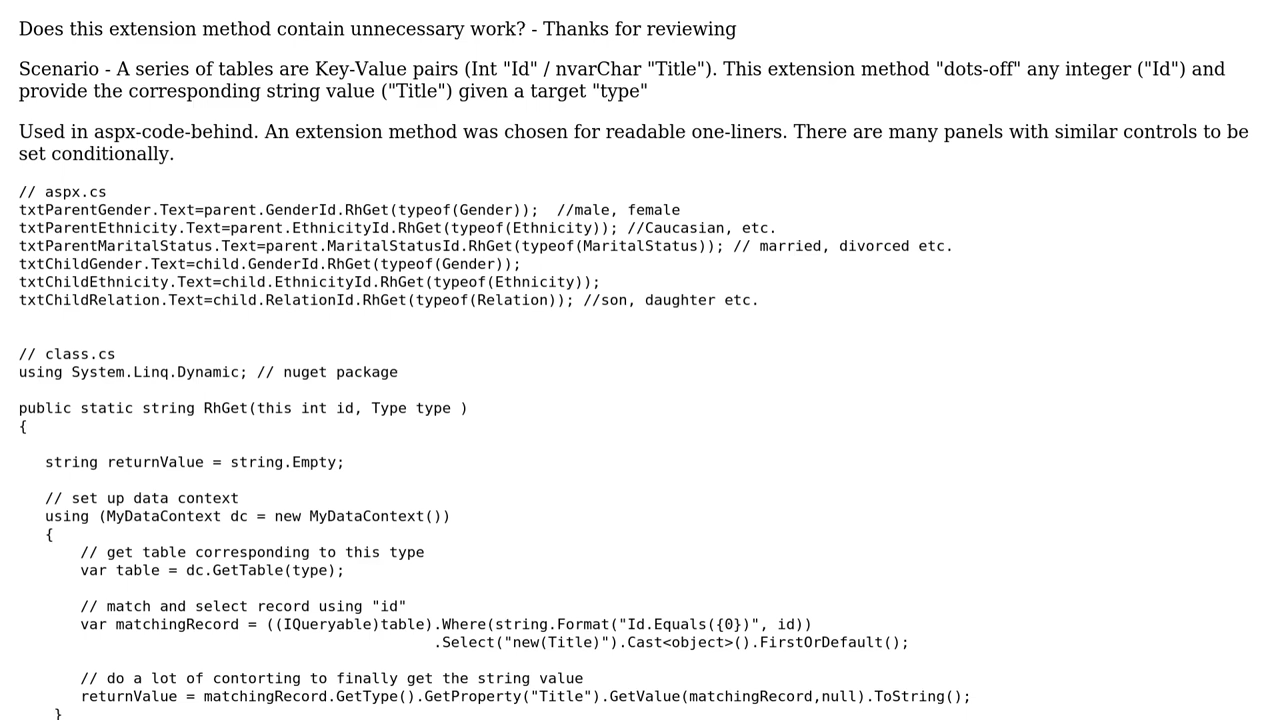 Does this extension method contain unnecessary work? - Thanks for reviewing
Scenario - A series of tables are Key-Value pairs (Int "Id" / nvarChar "Title"). This extension method "dots-off" any integer ("Id") and
provide the corresponding string value ("Title") given a target "type"
Used in aspx-code-behind. An extension method was chosen for readable one-liners. There are many panels with similar controls to be
set conditionally.
// aspx.cs
txtParentGender.Text=parent.GenderId.RhGet(typeof(Gender));  //male, female
txtParentEthnicity.Text=parent.EthnicityId.RhGet(typeof(Ethnicity)); //Caucasian, etc.
txtParentMaritalStatus.Text=parent.MaritalStatusId.RhGet(typeof(MaritalStatus)); // married, divorced etc.
txtChildGender.Text=child.GenderId.RhGet(typeof(Gender));
txtChildEthnicity.Text=child.EthnicityId.RhGet(typeof(Ethnicity));
txtChildRelation.Text=child.RelationId.RhGet(typeof(Relation)); //son, daughter etc.
// class.cs
using System.Linq.Dynamic; // nuget package
public static string RhGet(this int id, Type type )
{
string returnValue = string.Empty;
// set up data context
using (MyDataContext dc = new MyDataContext())
{
// get table corresponding to this type
var table = dc.GetTable(type);
// match and select record using "id"
var matchingRecord = ((IQueryable)table).Where(string.Format("Id.Equals({0})", id))
.Select("new(Title)").Cast<object>().FirstOrDefault();
// do a lot of contorting to finally get the string value
returnValue = matchingRecord.GetType().GetProperty("Title").GetValue(matchingRecord,null).ToString();
}